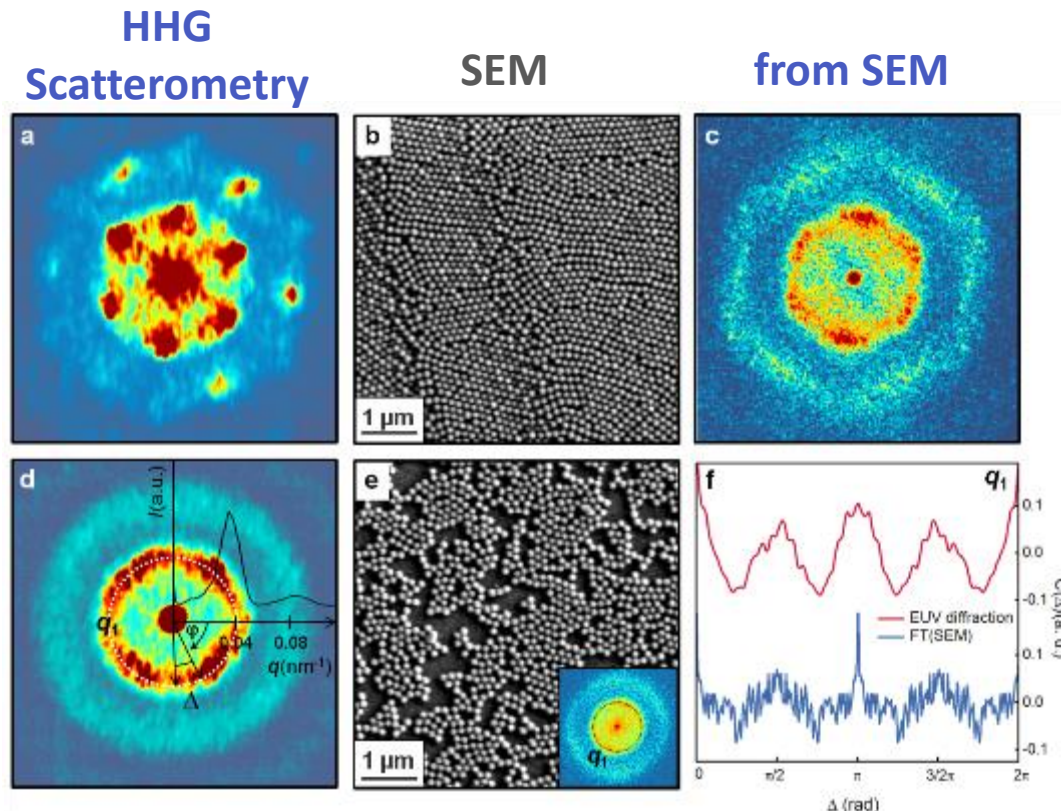 HHG
Scatterometry
SEM
from SEM
a
b
1 µm
c
d
I(a.u.)
q₁
φ
0.04
0.08
q(nm⁻¹)
Δ
e
1 µm
q₁
f
q₁
0.1
0.0
-0.1
EUV diffraction
FT(SEM)
0.1
0.0
-0.1
0
π/2
π
3/2π
2π
Δ (rad)